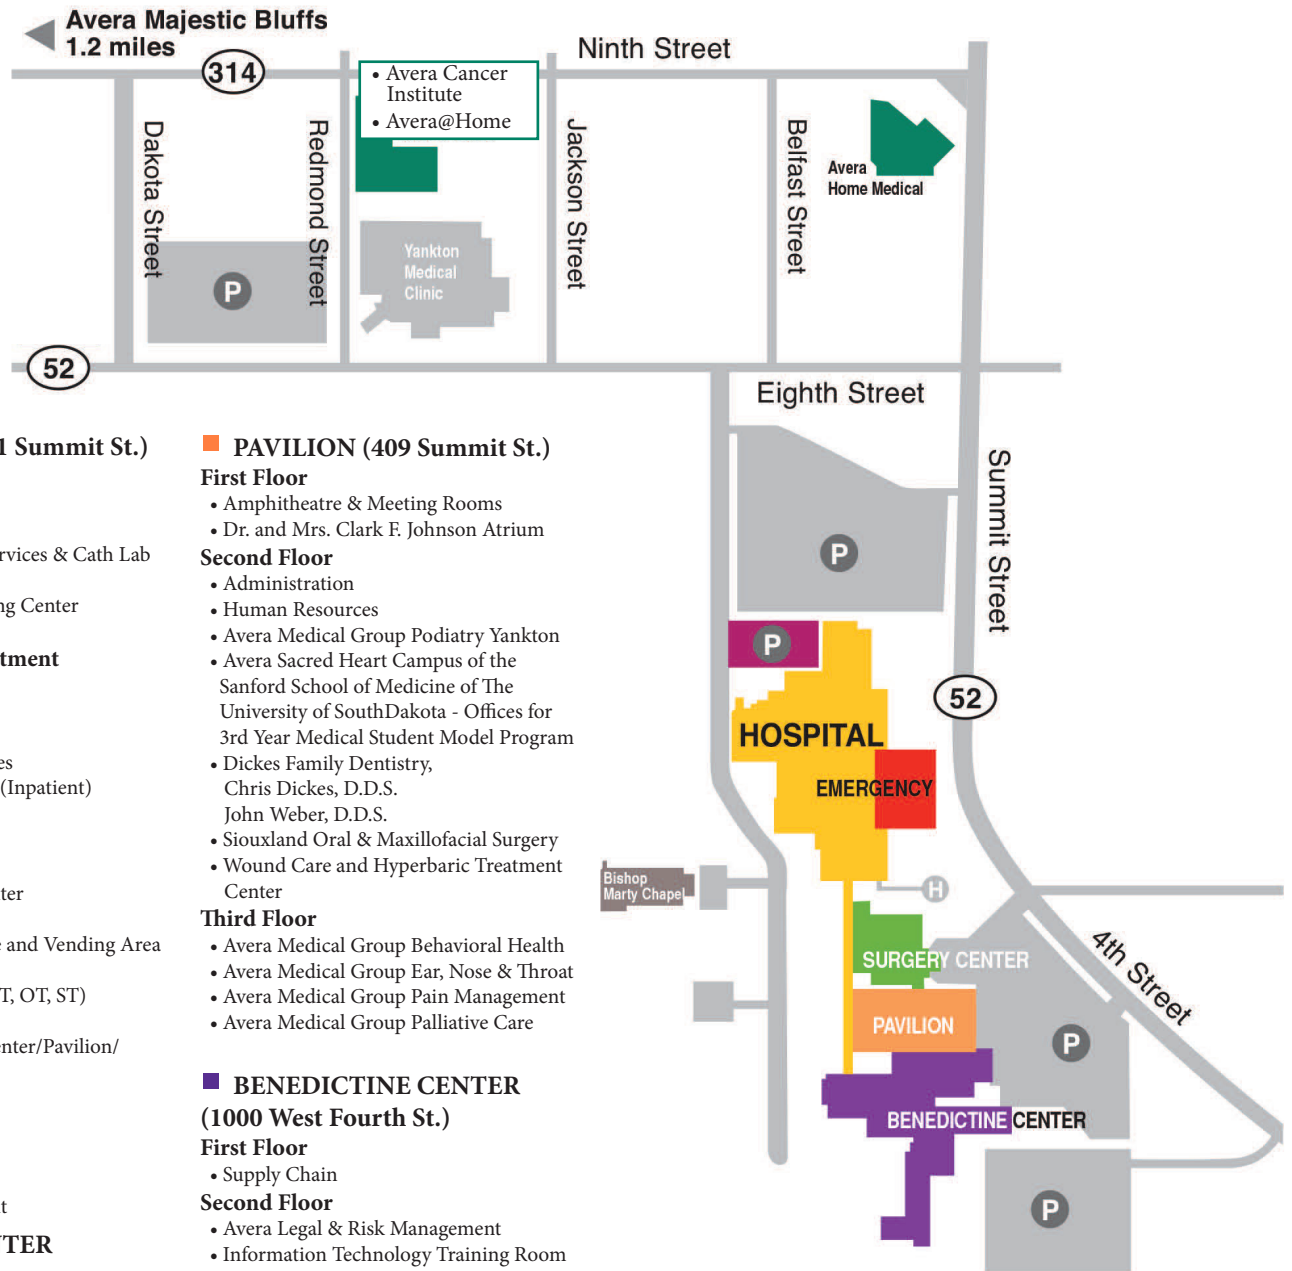 Avera Majestic Bluffs
1.2 miles
314
Ninth Street
• Avera Cancer
Institute
• Avera@Home
Dakota Street
Redmond Street
Jackson Street
Belfast Street
Avera
Home Medical
Yankton
Medical
Clinic
P
52
Eighth Street
Summit Street
P
P
52
HOSPITAL
EMERGENCY
Bishop
Marty Chapel
H
SURGERY CENTER
4th Street
PAVILION
P
BENEDICTINE CENTER
P
1 Summit St.)
rvices & Cath Lab
ng Center
tment
es
(Inpatient)
ter
e and Vending Area
T, OT, ST)
enter/Pavilion/
t
TER
PAVILION (409 Summit St.)
First Floor
• Amphitheatre & Meeting Rooms
• Dr. and Mrs. Clark F. Johnson Atrium
Second Floor
• Administration
• Human Resources
• Avera Medical Group Podiatry Yankton
• Avera Sacred Heart Campus of the
Sanford School of Medicine of The
University of SouthDakota - Offices for
3rd Year Medical Student Model Program
• Dickes Family Dentistry,
Chris Dickes, D.D.S.
John Weber, D.D.S.
• Siouxland Oral & Maxillofacial Surgery
• Wound Care and Hyperbaric Treatment
Center
Third Floor
• Avera Medical Group Behavioral Health
• Avera Medical Group Ear, Nose & Throat
• Avera Medical Group Pain Management
• Avera Medical Group Palliative Care
BENEDICTINE CENTER
(1000 West Fourth St.)
First Floor
• Supply Chain
Second Floor
• Avera Legal & Risk Management
• Information Technology Training Room